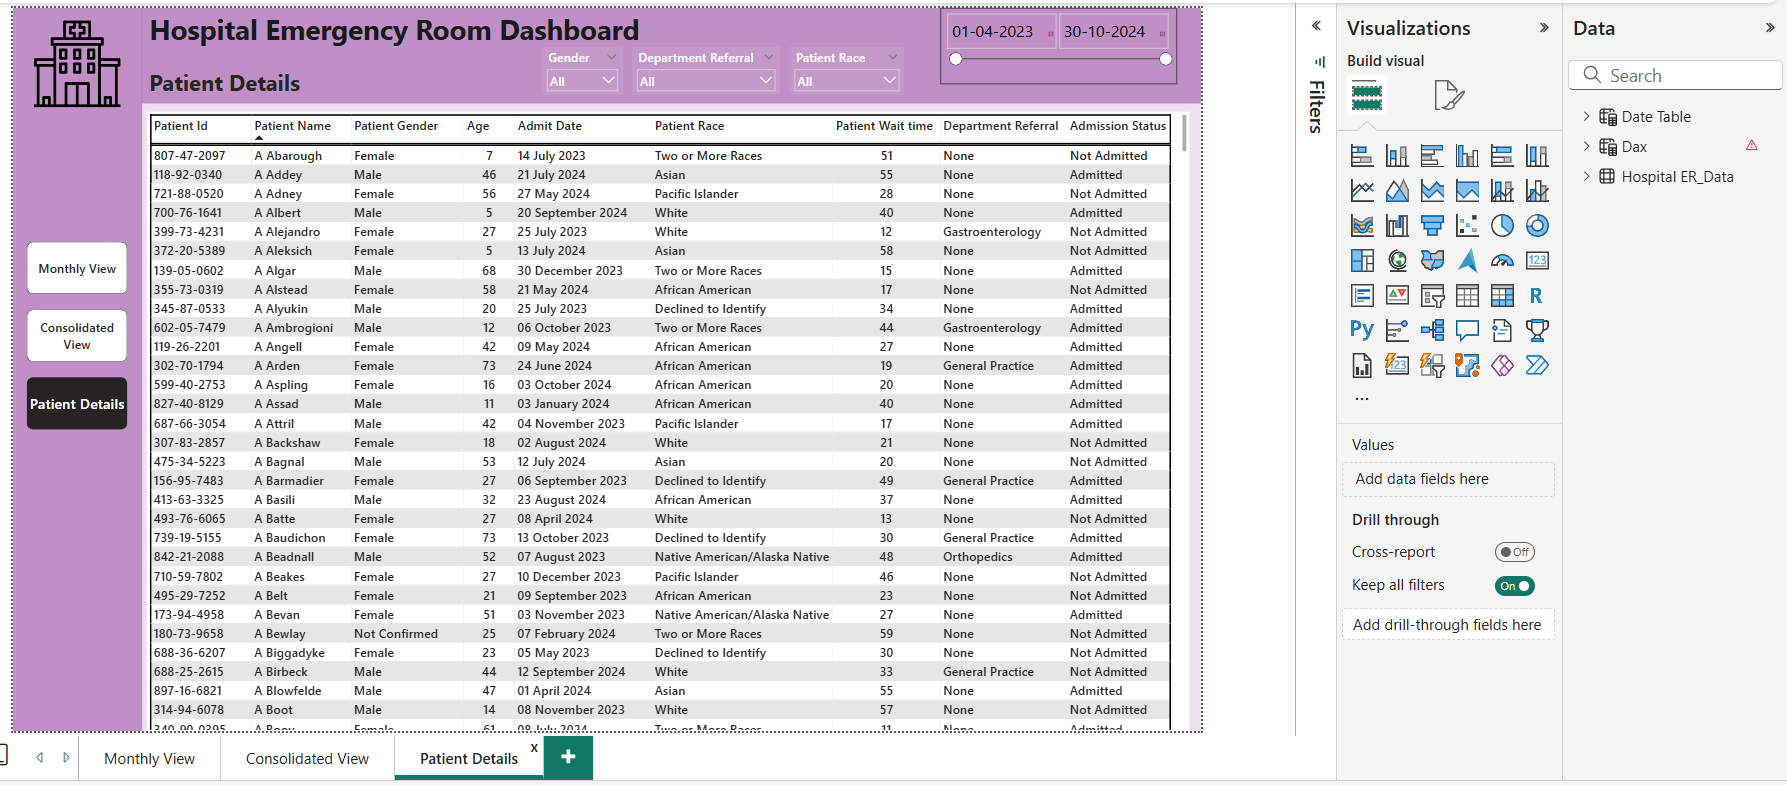 Hospital Emergency Room Dashboard
Patient Details
Gender
All
Department Referral
All
Patient Race
All
01-04-2023 30-10-2024
Monthly View
Consolidated
View
Patient Details
Patient Id Patient Name Patient Gender Age Admit Date Patient Race Patient Wait time Department Referral Admission Status
807-47-2097 A Abarough Female 7 14 July 2023 Two or More Races 51 None Not Admitted
118-92-0340 A Addey Male 46 21 July 2024 Asian 55 None Admitted
721-88-0520 A Adney Female 56 27 May 2024 Pacific Islander 28 None Not Admitted
700-76-1641 A Albert Male 5 20 September 2024 White 40 None Admitted
399-73-4231 A Alejandro Female 27 25 July 2023 White 12 Gastroenterology Not Admitted
372-20-5389 A Aleksich Female 5 13 July 2024 Asian 58 None Not Admitted
139-05-0602 A Algar Male 68 30 December 2023 Two or More Races 15 None Admitted
355-73-0319 A Alstead Female 58 21 May 2024 African American 17 None Not Admitted
345-87-0533 A Alyukin Male 20 25 July 2023 Declined to Identify 34 None Admitted
602-05-7479 A Ambrogioni Male 12 06 October 2023 Two or More Races 44 Gastroenterology Admitted
119-26-2201 A Angell Female 42 09 May 2024 African American 27 None Admitted
302-70-1794 A Arden Female 73 24 June 2024 African American 19 General Practice Admitted
599-40-2753 A Aspling Female 16 03 October 2024 African American 20 None Admitted
827-40-8129 A Assad Male 11 03 January 2024 African American 40 None Admitted
687-66-3054 A Attril Male 42 04 November 2023 Pacific Islander 17 None Admitted
307-83-2857 A Backshaw Female 18 02 August 2024 White 21 None Not Admitted
475-34-5223 A Bagnal Male 53 12 July 2024 Asian 20 None Not Admitted
156-95-7483 A Barmadier Female 27 06 September 2023 Declined to Identify 49 General Practice Admitted
413-63-3325 A Basili Male 32 23 August 2024 African American 37 None Admitted
493-76-6065 A Batte Female 27 08 April 2024 White 13 None Not Admitted
739-19-5155 A Baudichon Female 73 13 October 2023 Declined to Identify 30 General Practice Admitted
842-21-2088 A Beadnall Male 52 07 August 2023 Native American/Alaska Native 48 Orthopedics Admitted
710-59-7802 A Beakes Female 27 10 December 2023 Pacific Islander 46 None Not Admitted
495-29-7252 A Belt Female 21 09 September 2023 African American 23 None Not Admitted
173-94-4958 A Bevan Female 51 03 November 2023 Native American/Alaska Native 27 None Admitted
180-73-9658 A Bewlay Not Confirmed 25 07 February 2024 Two or More Races 59 None Not Admitted
688-36-6207 A Biggadyke Female 23 05 May 2023 Declined to Identify 30 None Not Admitted
688-25-2615 A Birbeck Male 44 12 September 2024 White 33 General Practice Not Admitted
897-16-6821 A Blowfelde Male 47 01 April 2024 Asian 55 None Admitted
314-94-6078 A Boot Male 14 08 November 2023 White 57 None Not Admitted
Monthly View
Consolidated View
Patient Details
x
Filters
Visualizations
Build visual
123
R
Py
123
...
Values
Add data fields here
Drill through
Cross-report
Off
Keep all filters
On
Add drill-through fields here
Data
Search
Date Table
Dax
Hospital ER_Data